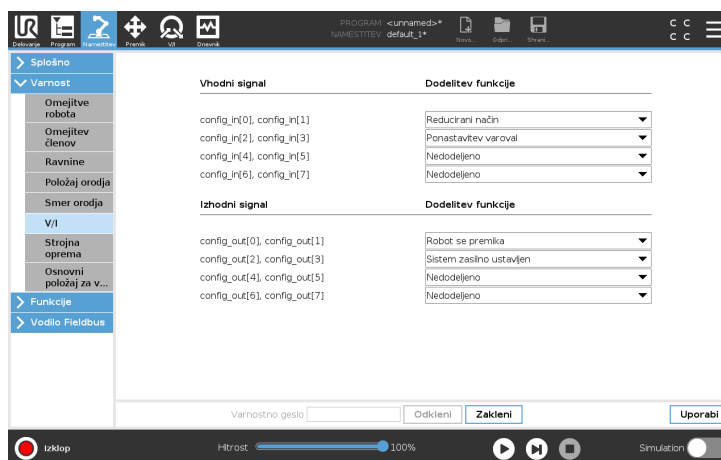 UR
Delovanje Program Namestitev Premik V/I Dnevnik
PROGRAM <unnamed>*
NAMESTITEV default_1*
Novo... Odpri... Shrani...
C C
C C
Splošno
Varnost
Omejitve
robota
Omejitev
členov
Ravnine
Položaj orodja
Smer orodja
V/I
Strojna
oprema
Osnovni
položaj za v...
Funkcije
Vodilo Fieldbus
Vhodni signal Dodelitev funkcije
config_in[0], config_in[1] Reducirani način
config_in[2], config_in[3] Ponastavitev varoval
config_in[4], config_in[5] Nedodeljeno
config_in[6], config_in[7] Nedodeljeno
Izhodni signal Dodelitev funkcije
config_out[0], config_out[1] Robot se premika
config_out[2], config_out[3] Sistem zasilno ustavljen
config_out[4], config_out[5] Nedodeljeno
config_out[6], config_out[7] Nedodeljeno
Varnostno geslo Odkleni Zakleni Uporabi
Izklop Hitrost 100% Simulation